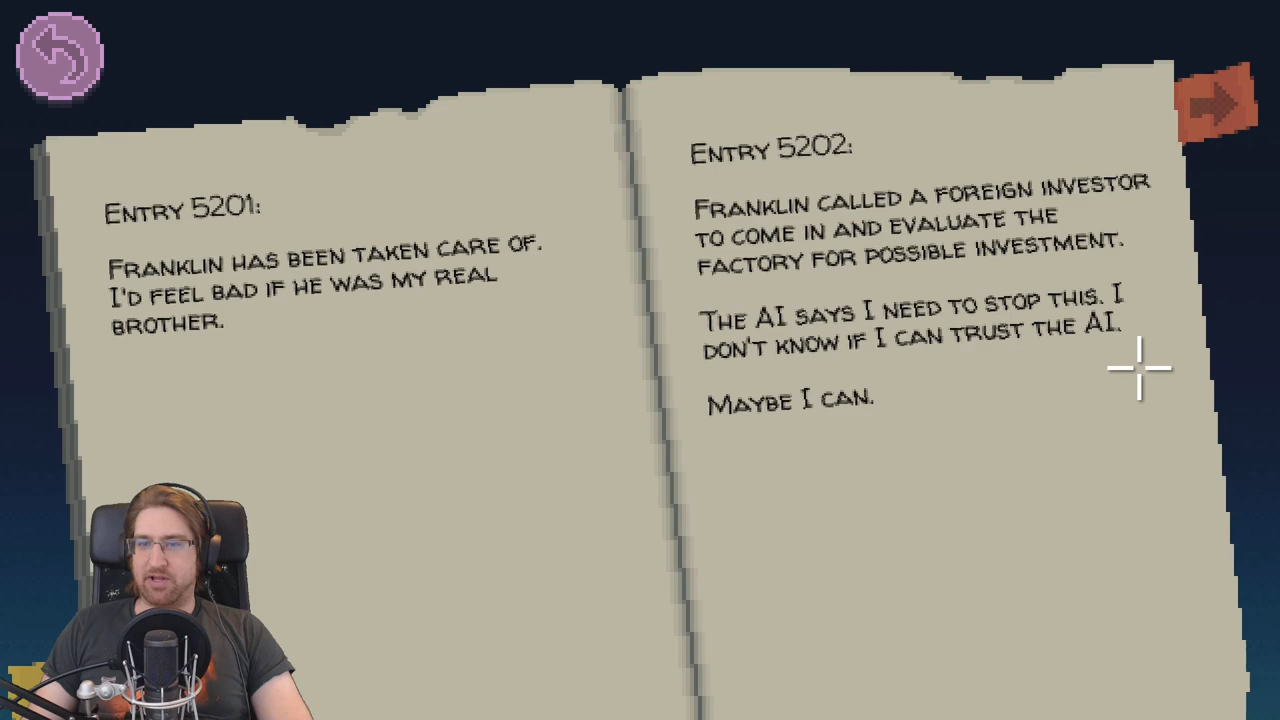 Entry 5201:
Franklin has been taken care of.
I'd feel bad if he was my real
brother.
Entry 5202:
Franklin called a foreign investor
to come in and evaluate the
factory for possible investment.
The AI says I need to stop this. I
don't know if I can trust the AI.
Maybe I can.